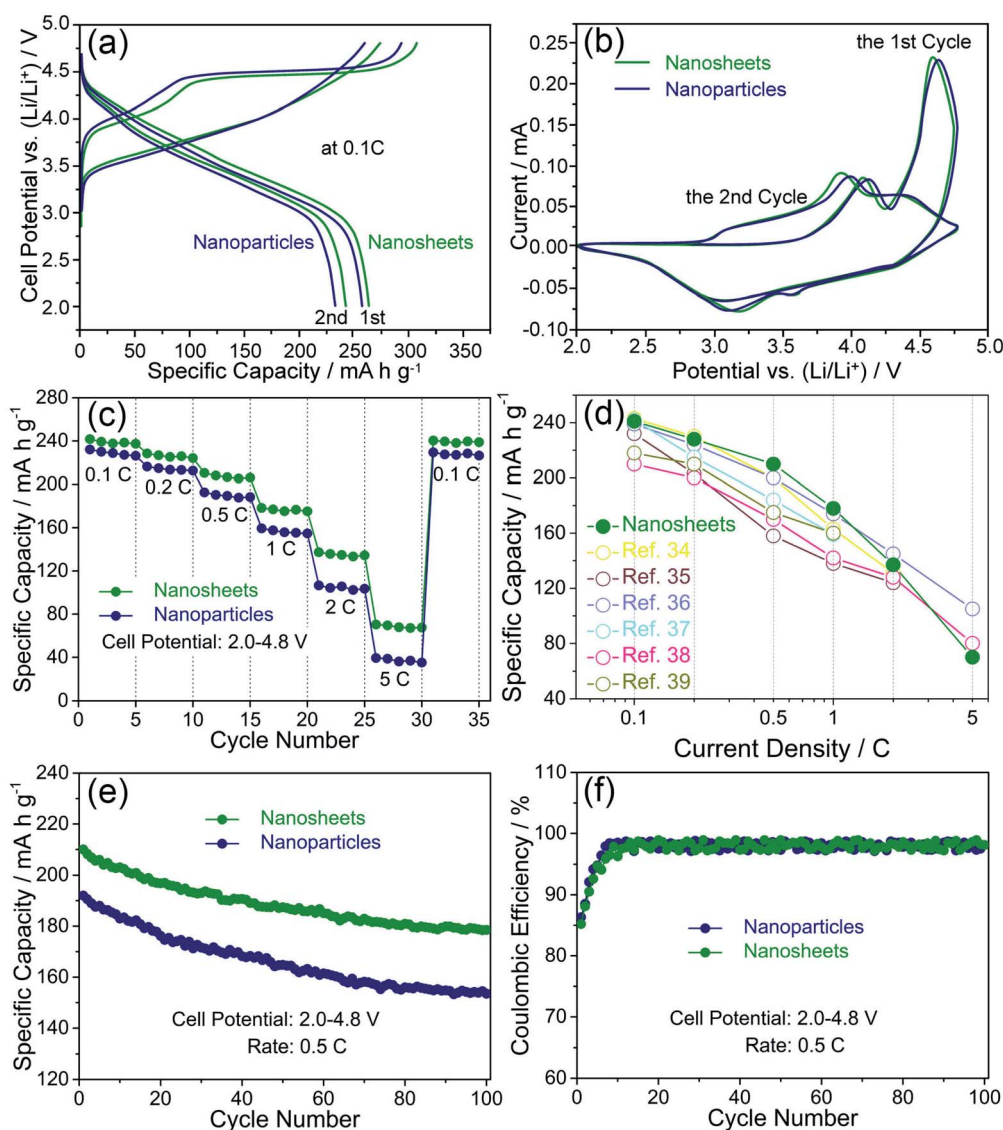 (a)
5.0
4.5
4.0
3.5
3.0
2.5
2.0
Cell Potential vs. (Li/Li⁺) / V
at 0.1C
Nanoparticles
Nanosheets
2nd
1st
0 50 100 150 200 250 300 350
Specific Capacity / mA h g⁻¹
(b)
0.25
0.20
0.15
0.10
0.05
0.00
-0.05
-0.10
Current / mA
Nanosheets
Nanoparticles
the 1st Cycle
the 2nd Cycle
2.0 2.5 3.0 3.5 4.0 4.5 5.0
Potential vs. (Li/Li⁺) / V
(c)
280
240
200
160
120
80
40
0
Specific Capacity / mA h g⁻¹
0.1 C
0.2 C
0.5 C
1 C
2 C
5 C
0.1 C
Nanosheets
Nanoparticles
Cell Potential: 2.0-4.8 V
0 5 10 15 20 25 30 35
Cycle Number
(d)
240
200
160
120
80
40
Specific Capacity / mA h g⁻¹
Nanosheets
Ref. 34
Ref. 35
Ref. 36
Ref. 37
Ref. 38
Ref. 39
0.1 0.5 1 5
Current Density / C
(e)
240
220
200
180
160
140
120
Specific Capacity / mA h g⁻¹
Nanosheets
Nanoparticles
Cell Potential: 2.0-4.8 V
Rate: 0.5 C
0 20 40 60 80 100
Cycle Number
(f)
110
100
90
80
70
60
Coulombic Efficiency / %
Nanoparticles
Nanosheets
Cell Potential: 2.0-4.8 V
Rate: 0.5 C
0 20 40 60 80 100
Cycle Number